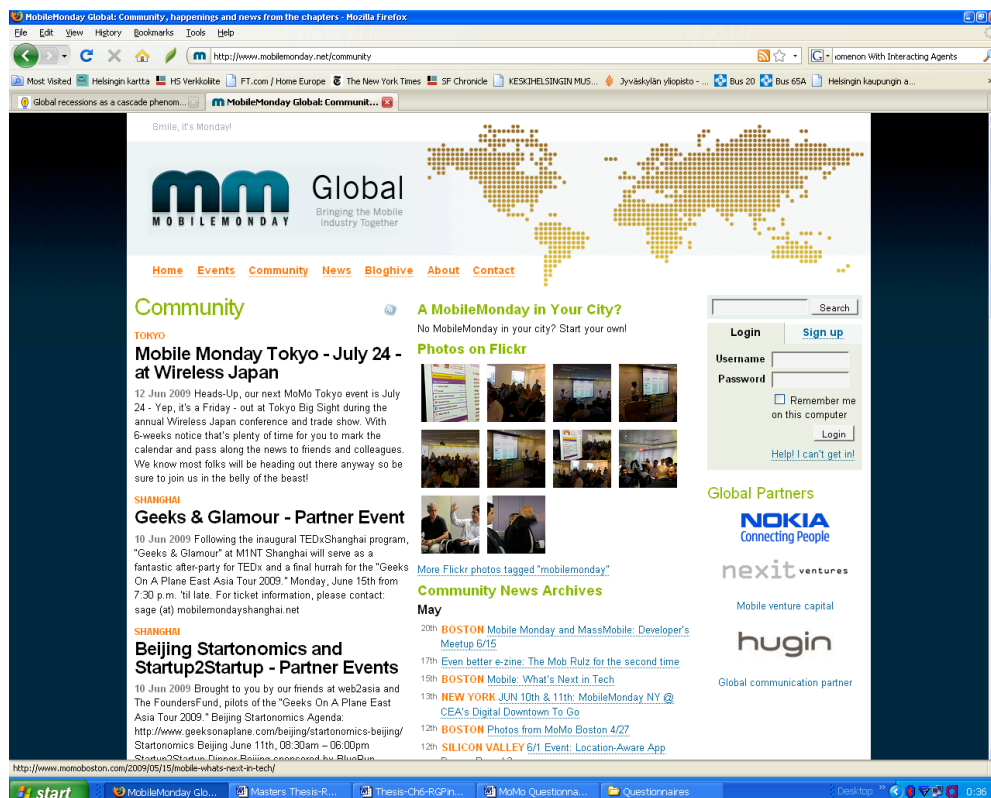 MobileMonday Global: Community, happenings and news from the chapters - Mozilla Firefox
File Edit View History Bookmarks Tools Help
http://www.mobilemonday.net/community
omenon With Interacting Agents
Most Visited Helsingin kartta HS Verkkoliite FT.com / Home Europe The New York Times SF Chronicle KESKIHELSINGIN MUS... Jyväskylän yliopisto - ... Bus 20 Bus 65A Helsingin kaupungin a...
Global recessions as a cascade phenom... MobileMonday Global: Communit...
Smile, it's Monday!
mm
MOBILEMONDAY
Global
Bringing the Mobile
Industry Together
Home Events Community News Bloghive About Contact
Community
TOKYO
Mobile Monday Tokyo - July 24 -
at Wireless Japan
12 Jun 2009 Heads-Up, our next MoMo Tokyo event is July
24 - Yep, it's a Friday - out at Tokyo Big Sight during the
annual Wireless Japan conference and trade show. With
6-weeks notice that's plenty of time for you to mark the
calendar and pass along the news to friends and colleagues.
We know most folks will be heading out there anyway so be
sure to join us in the belly of the beast!
SHANGHAI
Geeks & Glamour - Partner Event
10 Jun 2009 Following the inaugural TEDxShanghai program,
"Geeks & Glamour" at M1NT Shanghai will serve as a
fantastic after-party for TEDx and a final hurrah for the "Geeks
On A Plane East Asia Tour 2009." Monday, June 15th from
7:30 p.m. 'til late. For ticket information, please contact:
sage (at) mobilemondayshanghai.net
SHANGHAI
Beijing Startonomics and
Startup2Startup - Partner Events
10 Jun 2009 Brought to you by our friends at web2asia and
The FoundersFund, pilots of the "Geeks On A Plane East
Asia Tour 2009." Beijing Startonomics Agenda:
http://www.geeksonaplane.com/beijing/startonomics-beijing/
Startonomics Beijing June 11th, 08:30am – 06:00pm
Startup2Startup Dinner Beijing sponsored by BlueRun
A MobileMonday in Your City?
No MobileMonday in your city? Start your own!
Photos on Flickr
More Flickr photos tagged "mobilemonday"
Community News Archives
May
20th BOSTON Mobile Monday and MassMobile: Developer's
Meetup 6/15
17th Even better e-zine: The Mob Rulz for the second time
15th BOSTON Mobile: What's Next in Tech
13th NEW YORK JUN 10th & 11th: MobileMonday NY @
CEA's Digital Downtown To Go
12th BOSTON Photos from MoMo Boston 4/27
12th SILICON VALLEY 6/1 Event: Location-Aware App
Search
Login Sign up
Username
Password
Remember me
on this computer
Login
Help! I can't get in!
Global Partners
NOKIA
Connecting People
nexit ventures
Mobile venture capital
hugin
Global communication partner
http://www.momoboston.com/2009/05/15/mobile-whats-next-in-tech/
start MobileMonday Glo... Masters Thesis-R... Thesis-Ch6-RGPin... MoMo Questionna... Questionnaires Desktop 0:36